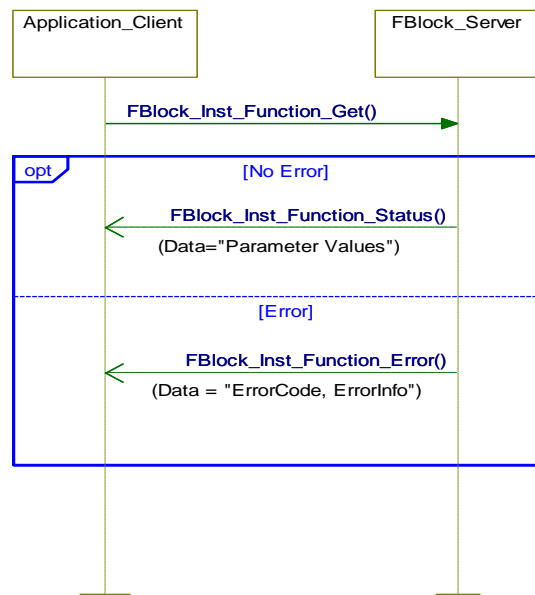 Application_Client
FBlock_Server
FBlock_Inst_Function_Get()
opt
[No Error]
FBlock_Inst_Function_Status()
(Data="Parameter Values")
[Error]
FBlock_Inst_Function_Error()
(Data = "ErrorCode, ErrorInfo")